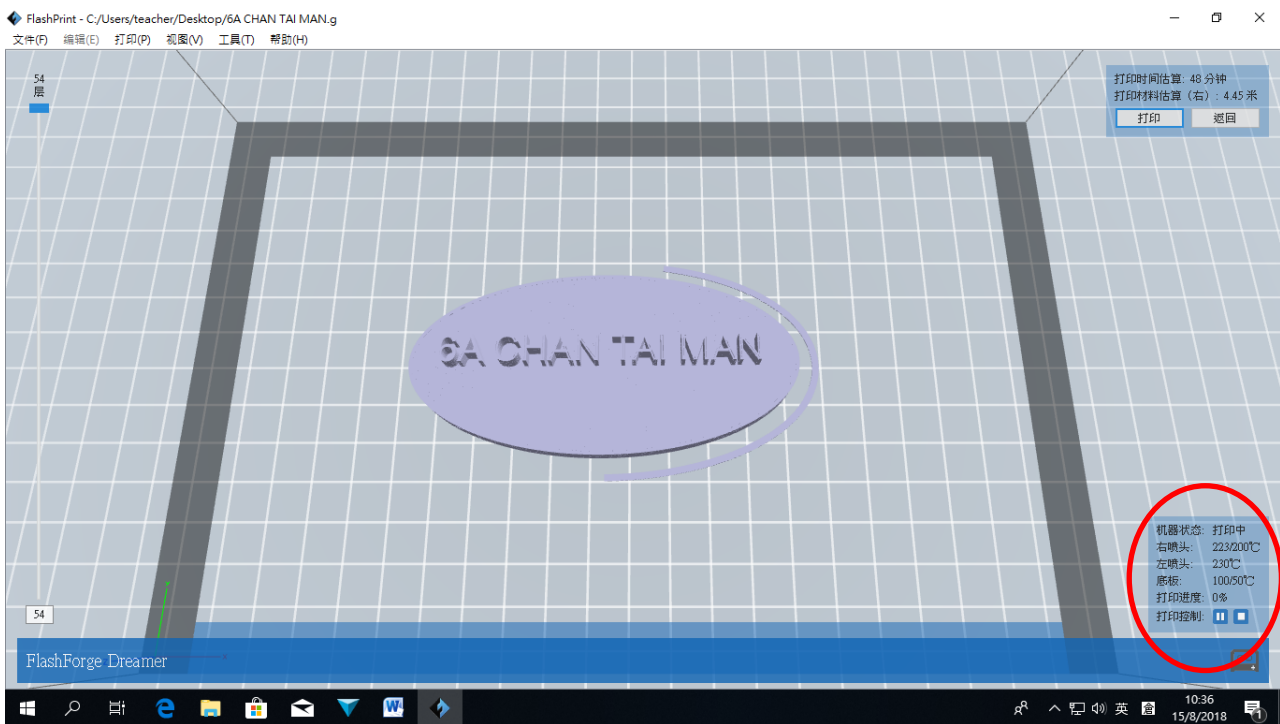 FlashPrint - C:/Users/teacher/Desktop/6A CHAN TAI MAN.g
文件(F) 编辑(E) 打印(P) 视图(V) 工具(T) 帮助(H)
54
层
打印时间估算: 48 分钟
打印材料估算（右）: 4.45 米
打印 返回
6A CHAN TAI MAN
机器状态: 打印中
右喷头: 223/200℃
左喷头: 230℃
底板: 100/50℃
打印进度: 0%
打印控制:
54
FlashForge Dreamer
英 倉 10:36
15/8/2018
1